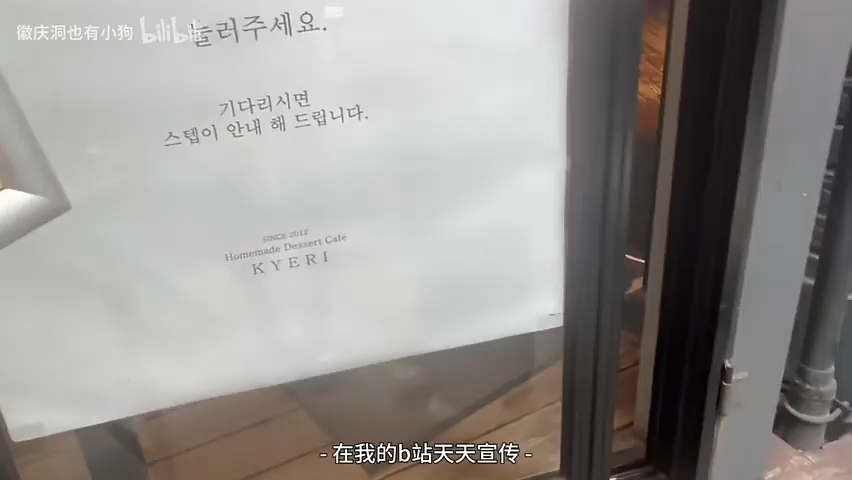 徽庆洞也有小狗 bilibili
눌러주세요.
기다리시면
스텝이 안내 해 드립니다.
SINCE 2012
Homemade Dessert Cafe
KYERI
- 在我的b站天天宣传 -